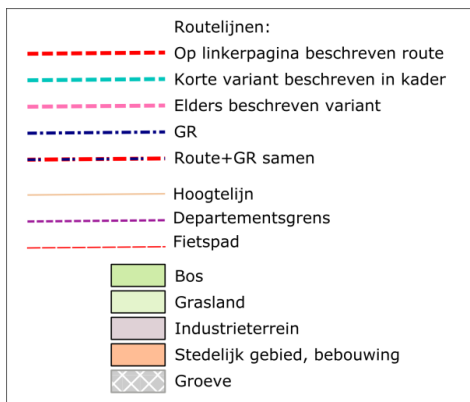 Routelijnen:
Op linkerpagina beschreven route
Korte variant beschreven in kader
Elders beschreven variant
GR
Route+GR samen
Hoogtelijn
Departementsgrens
Fietspad
Bos
Grasland
Industrieterrein
Stedelijk gebied, bebouwing
Groeve